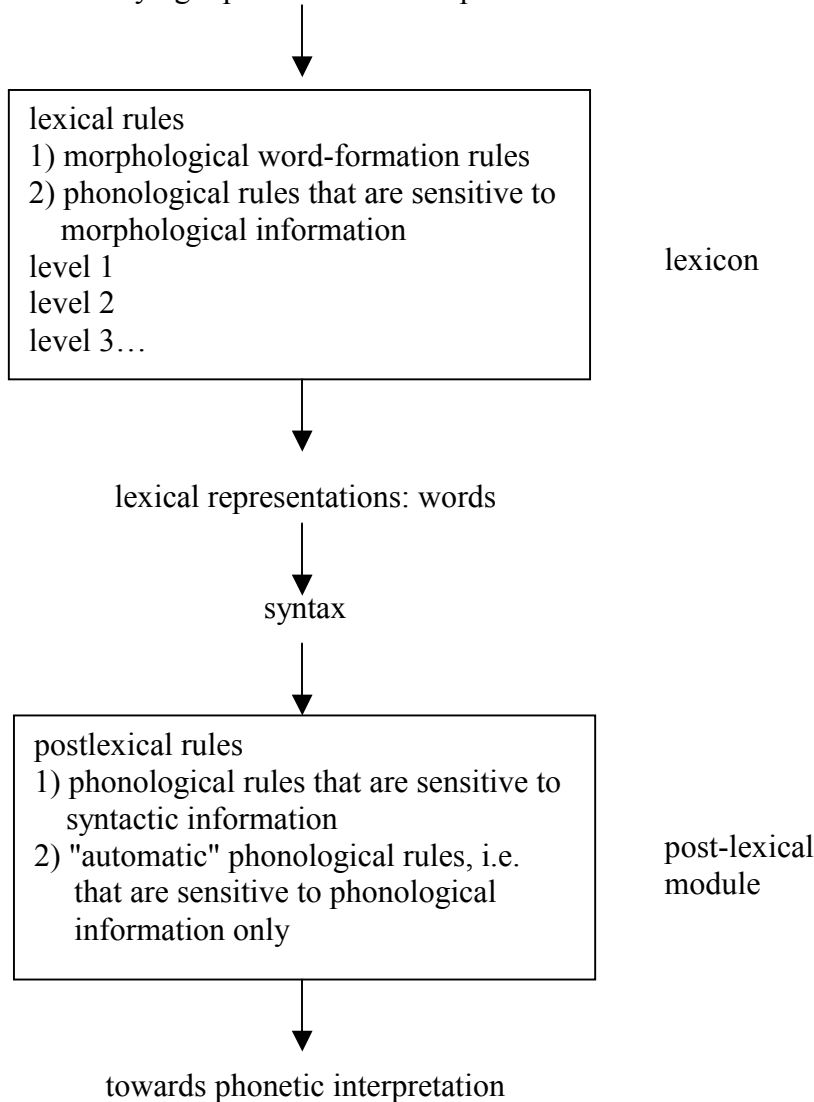 lexical rules
1) morphological word-formation rules
2) phonological rules that are sensitive to
morphological information
level 1
level 2
level 3…
lexicon
lexical representations: words
syntax
postlexical rules
1) phonological rules that are sensitive to
syntactic information
2) "automatic" phonological rules, i.e.
that are sensitive to phonological
information only
post-lexical
module
towards phonetic interpretation